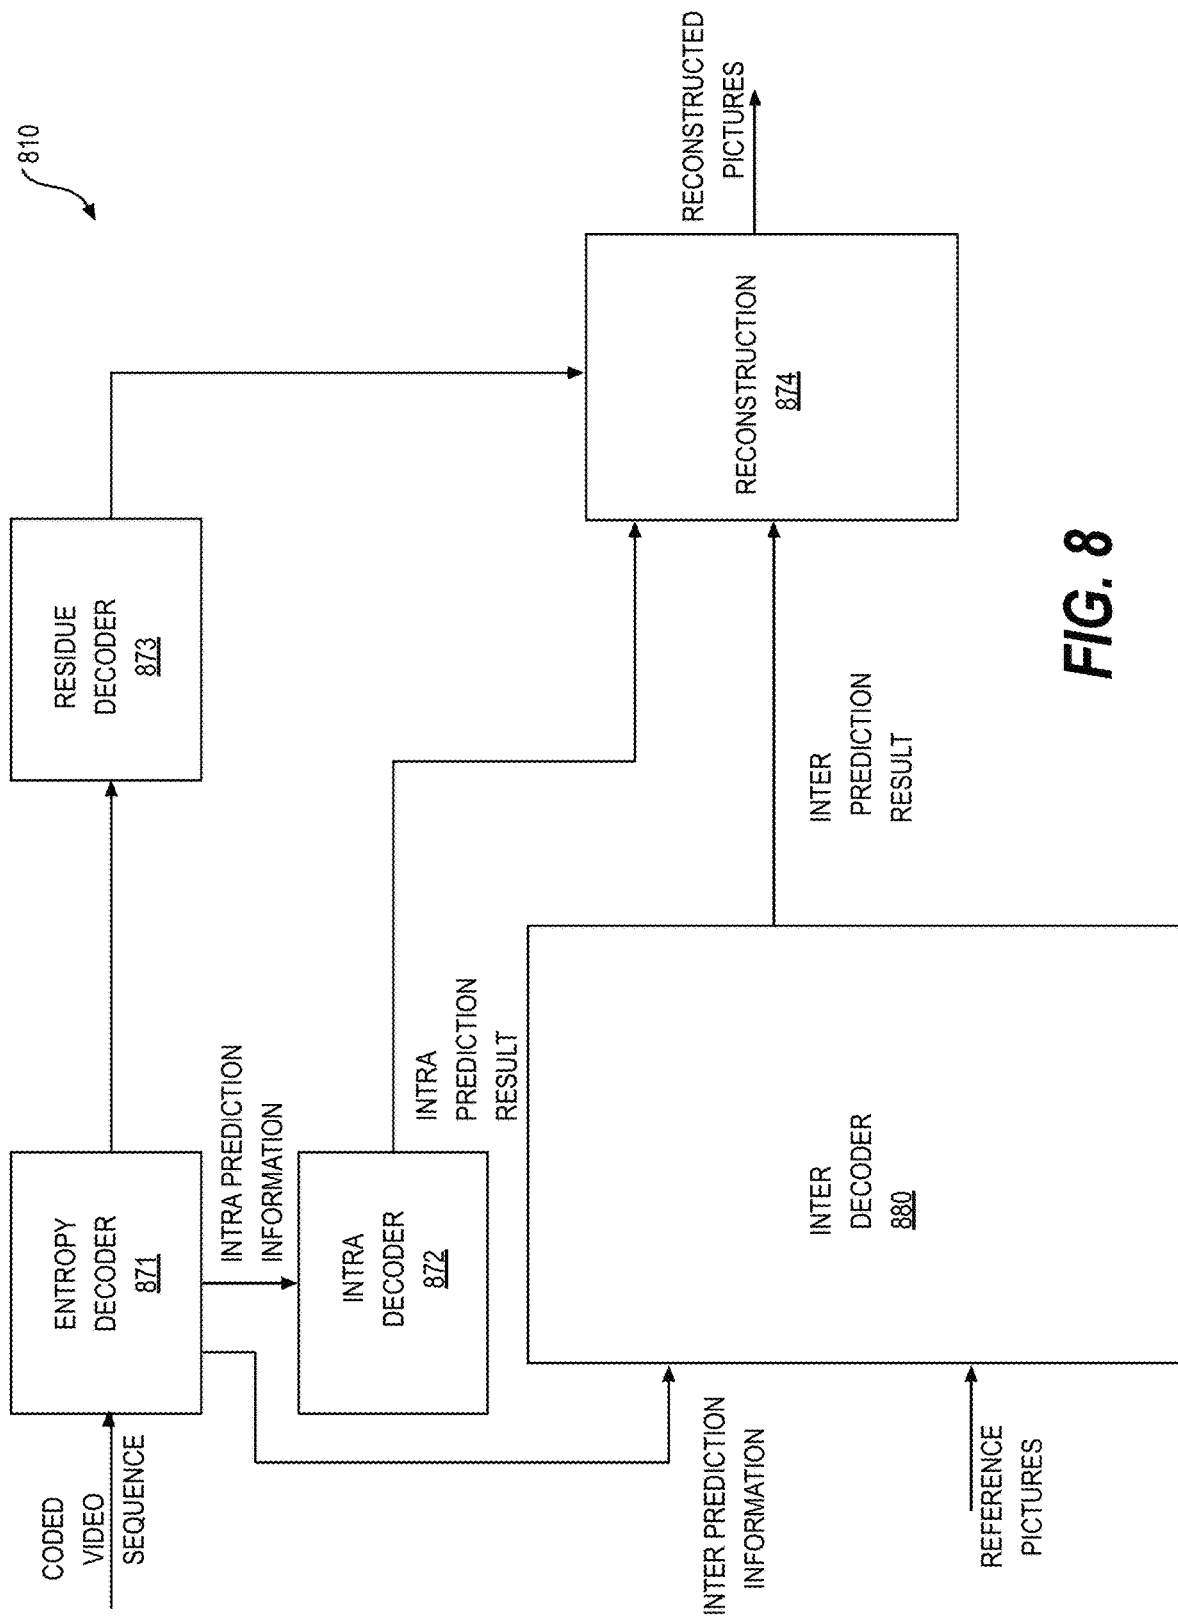 810
CODED
VIDEO
SEQUENCE
ENTROPY
DECODER
871
RESIDUE
DECODER
873
INTRA PREDICTION
INFORMATION
INTRA
DECODER
872
INTRA
PREDICTION
RESULT
INTER PREDICTION
INFORMATION
REFERENCE
PICTURES
INTER
DECODER
880
INTER
PREDICTION
RESULT
RECONSTRUCTION
874
RECONSTRUCTED
PICTURES
FIG. 8